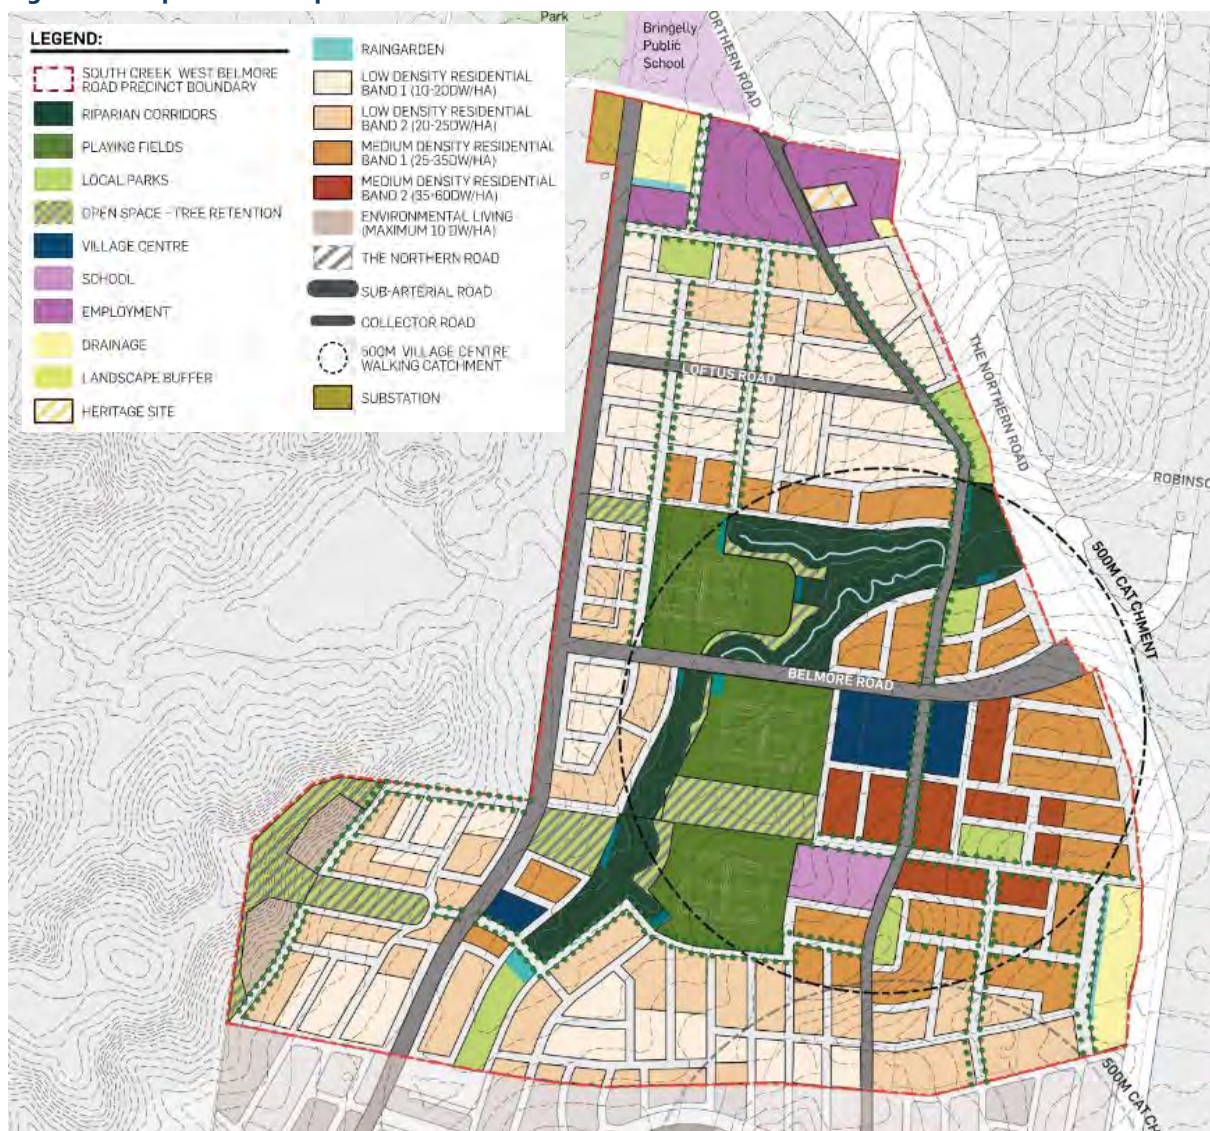 Park
Bringelly
Public
School
NORTHERN ROAD
LEGEND:
SOUTH CREEK WEST BELMORE
ROAD PRECINCT BOUNDARY
RIPARIAN CORRIDORS
PLAYING FIELDS
LOCAL PARKS
OPEN SPACE - TREE RETENTION
VILLAGE CENTRE
SCHOOL
EMPLOYMENT
DRAINAGE
LANDSCAPE BUFFER
HERITAGE SITE
RAINGARDEN
LOW DENSITY RESIDENTIAL
BAND 1 (10-20DW/HA)
LOW DENSITY RESIDENTIAL
BAND 2 (20-25DW/HA)
MEDIUM DENSITY RESIDENTIAL
BAND 1 (25-35DW/HA)
MEDIUM DENSITY RESIDENTIAL
BAND 2 (35-60DW/HA)
ENVIRONMENTAL LIVING
(MAXIMUM 10 DW/HA)
THE NORTHERN ROAD
SUB-ARTERIAL ROAD
COLLECTOR ROAD
500M VILLAGE CENTRE
WALKING CATCHMENT
SUBSTATION
LOFTUS ROAD
THE NORTHERN ROAD
ROBINSO
500M CATCHMENT
BELMORE ROAD
500M CATCH